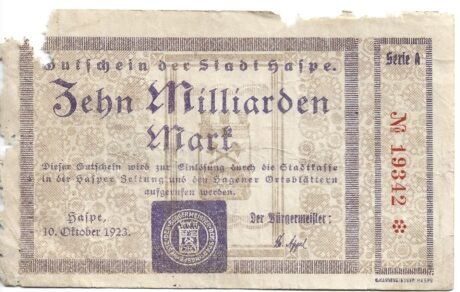 Gutschein der Stadt Haspe.
Zehn Milliarden
Mark
Dieser Gutschein wird zur Einlösung durch die Stadtkasse
in der Hasper Zeitung und den Hagener Ortsblättern
aufgerufen werden.
Haspe,
10. Oktober 1923.
Der Bürgermeister:
Serie A
№ 19342